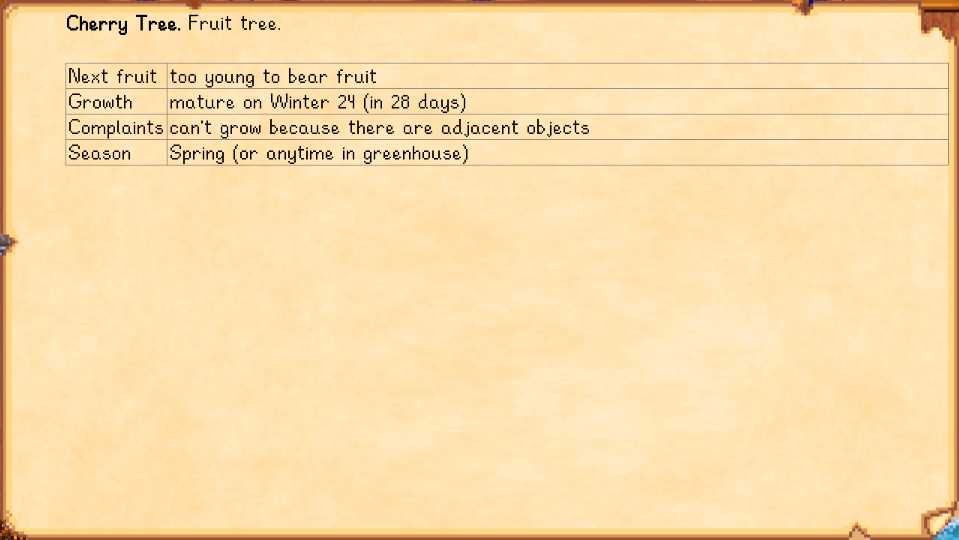 Cherry Tree. Fruit tree.
Next fruit too young to bear fruit
Growth mature on Winter 24 (in 28 days)
Complaints can't grow because there are adjacent objects
Season Spring (or anytime in greenhouse)